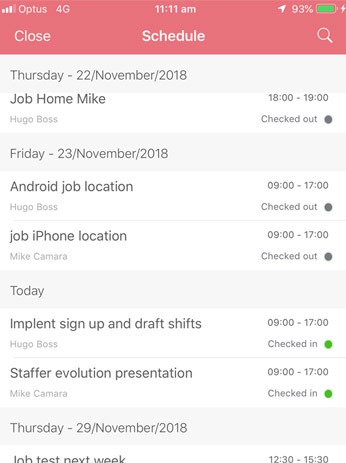 Optus 4G 11:11 am 93%
Close Schedule
Thursday - 22/November/2018
Job Home Mike 18:00 - 19:00
Hugo Boss Checked out
Friday - 23/November/2018
Android job location 09:00 - 17:00
Hugo Boss Checked out
job iPhone location 09:00 - 17:00
Mike Camara Checked out
Today
Implent sign up and draft shifts 09:00 - 17:00
Hugo Boss Checked in
Staffer evolution presentation 09:00 - 17:00
Mike Camara Checked in
Thursday - 29/November/2018
Job test next week 12:30 - 15:30